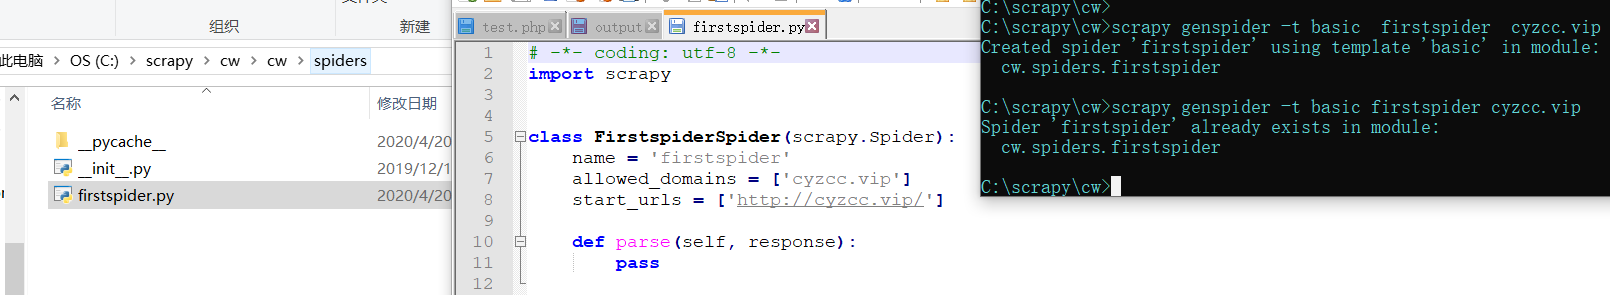 组织
新建
此电脑 › OS (C:) › scrapy › cw › cw › spiders
名称
修改日期
__pycache__
2020/4/20
__init__.py
2019/12/1
firstspider.py
2020/4/20
test.php
output
firstspider.py
1 # -*- coding: utf-8 -*-
2 import scrapy
3
4
5 class FirstspiderSpider(scrapy.Spider):
6 name = 'firstspider'
7 allowed_domains = ['cyzcc.vip']
8 start_urls = ['http://cyzcc.vip/']
9
10 def parse(self, response):
11 pass
12
C:\scrapy\cw>
C:\scrapy\cw>scrapy genspider -t basic  firstspider  cyzcc.vip
Created spider 'firstspider' using template 'basic' in module:
cw.spiders.firstspider
C:\scrapy\cw>scrapy genspider -t basic firstspider cyzcc.vip
Spider 'firstspider' already exists in module:
cw.spiders.firstspider
C:\scrapy\cw>